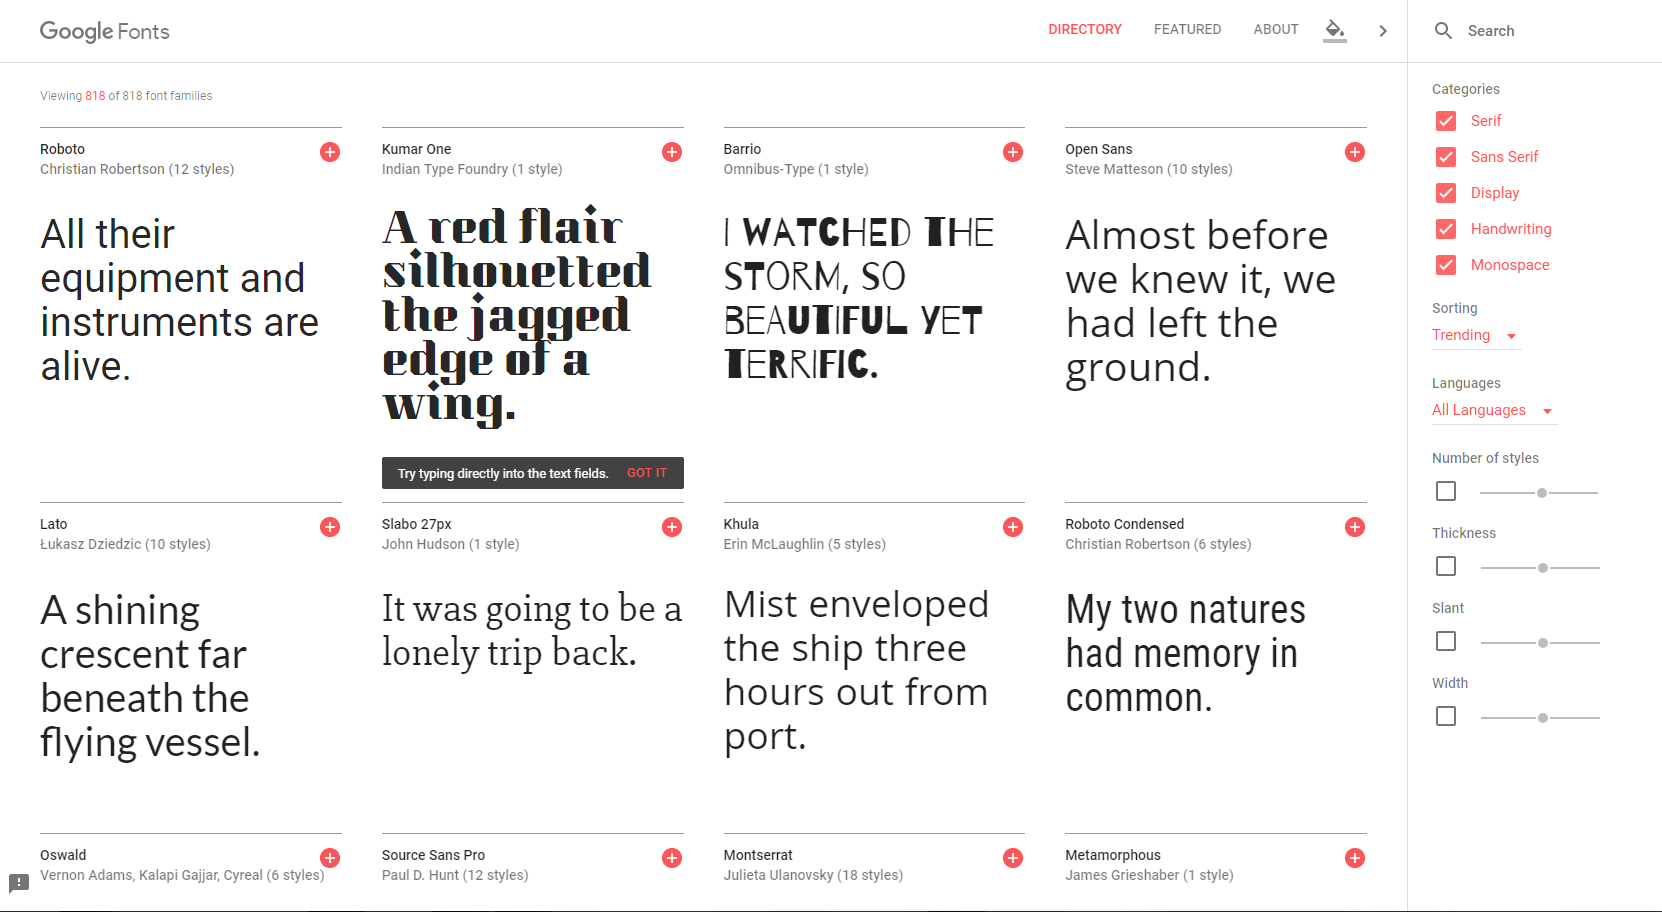 Google Fonts
DIRECTORY
FEATURED
ABOUT
Search
Viewing 818 of 818 font families
Roboto
Christian Robertson (12 styles)
All their
equipment and
instruments are
alive.
Kumar One
Indian Type Foundry (1 style)
A red flair
silhouetted
the jagged
edge of a
wing.
Try typing directly into the text fields. GOT IT
Barrio
Omnibus-Type (1 style)
I WATCHED THE
STORM, SO
BEAUTIFUL YET
TERRIFIC.
Open Sans
Steve Matteson (10 styles)
Almost before
we knew it, we
had left the
ground.
Lato
Łukasz Dziedzic (10 styles)
A shining
crescent far
beneath the
flying vessel.
Slabo 27px
John Hudson (1 style)
It was going to be a
lonely trip back.
Khula
Erin McLaughlin (5 styles)
Mist enveloped
the ship three
hours out from
port.
Roboto Condensed
Christian Robertson (6 styles)
My two natures
had memory in
common.
Oswald
Vernon Adams, Kalapi Gajjar, Cyreal (6 styles)
Source Sans Pro
Paul D. Hunt (12 styles)
Montserrat
Julieta Ulanovsky (18 styles)
Metamorphous
James Grieshaber (1 style)
Categories
Serif
Sans Serif
Display
Handwriting
Monospace
Sorting
Trending
Languages
All Languages
Number of styles
Thickness
Slant
Width